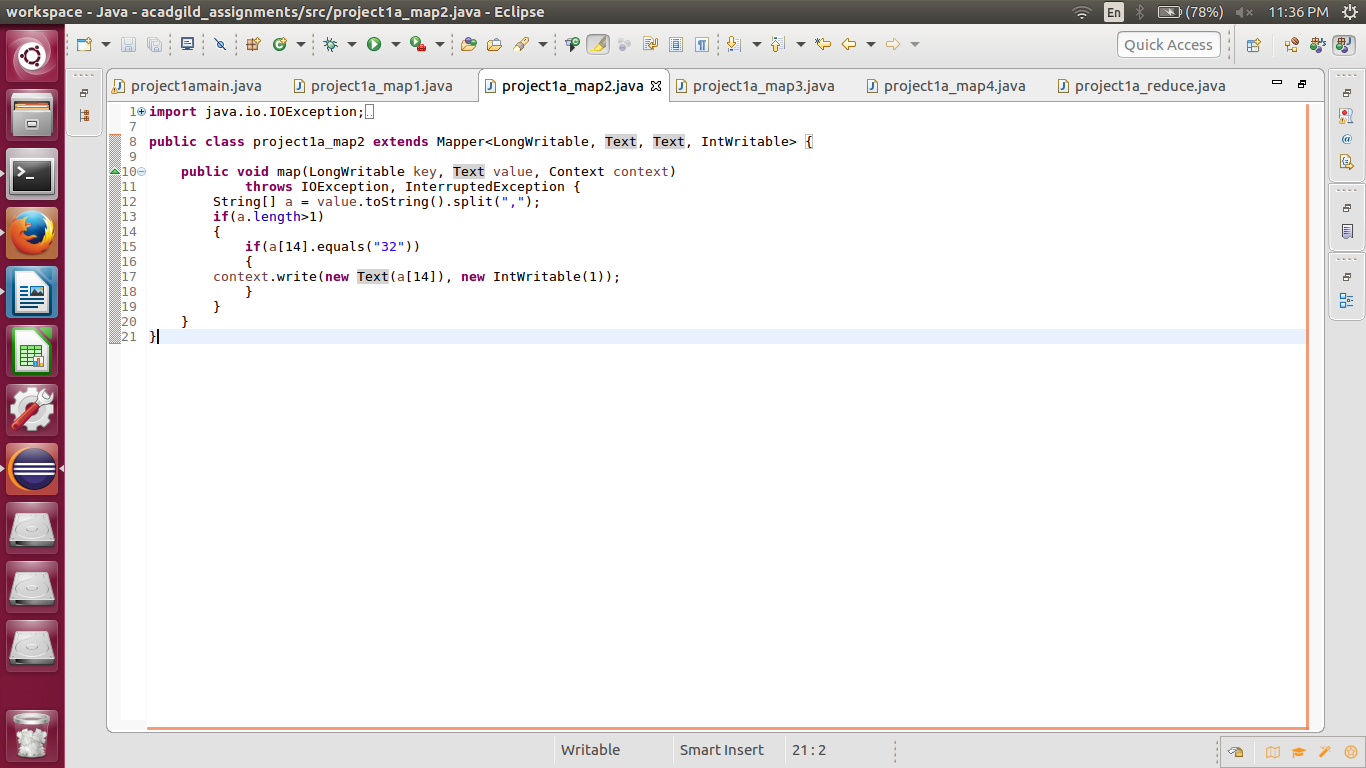 workspace - Java - acadgild_assignments/src/project1a_map2.java - Eclipse
En (78%) 11:36 PM
Quick Access
project1amain.java project1a_map1.java project1a_map2.java project1a_map3.java project1a_map4.java project1a_reduce.java
1 import java.io.IOException;
7
8 public class project1a_map2 extends Mapper<LongWritable, Text, Text, IntWritable> {
9
10 public void map(LongWritable key, Text value, Context context)
11 throws IOException, InterruptedException {
12 String[] a = value.toString().split(",");
13 if(a.length>1)
14 {
15 if(a[14].equals("32"))
16 {
17 context.write(new Text(a[14]), new IntWritable(1));
18 }
19 }
20 }
21 }
Writable Smart Insert 21 : 2